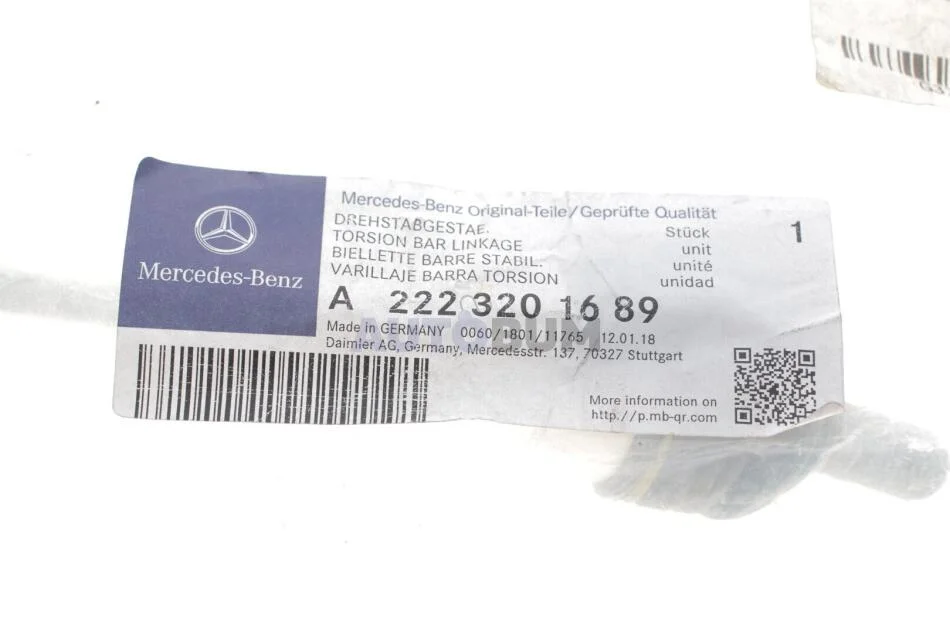 Mercedes-Benz
Mercedes-Benz Original-Teile/Geprüfte Qualität
DREHSTABGESTAE.
TORSION BAR LINKAGE
BIELLETTE BARRE STABIL.
VARILLAJE BARRA TORSION
Stück
unit
unité
unidad
1
A 222 320 16 89
AUTOBUM
Made in GERMANY 0060/1801/11765 12.01.18
Daimler AG, Germany, Mercedesstr. 137, 70327 Stuttgart
More information on
http://p.mb-qr.com